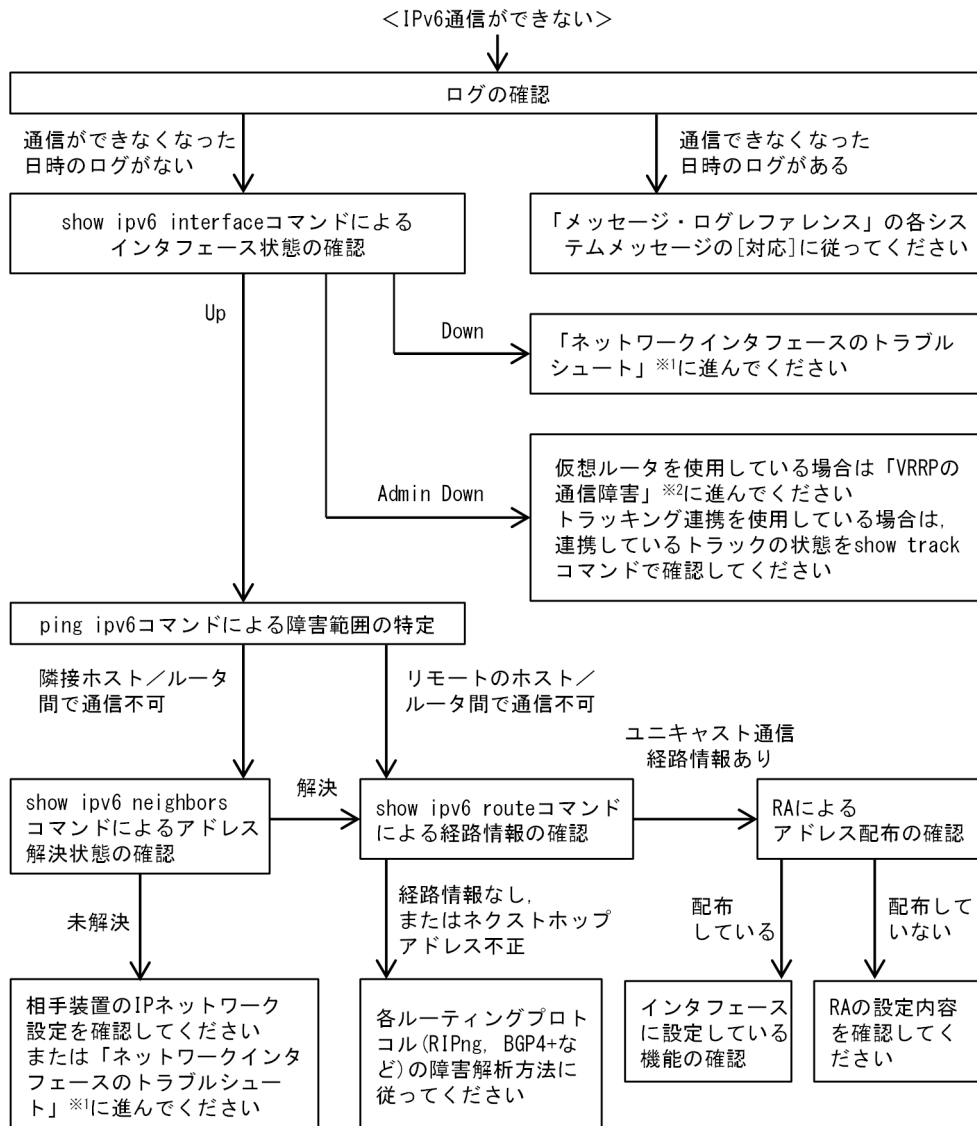 ＜IPv6通信ができない＞
ログの確認
通信ができなくなった
日時のログがない
通信できなくなった
日時のログがある
show ipv6 interfaceコマンドによる
インタフェース状態の確認
「メッセージ・ログレファレンス」の各シス
テムメッセージの[対応]に従ってください
Up
Down
「ネットワークインタフェースのトラブル
シュート」※1に進んでください
Admin Down
仮想ルータを使用している場合は「VRRPの
通信障害」※2に進んでください
トラッキング連携を使用している場合は,
連携しているトラックの状態をshow track
コマンドで確認してください
ping ipv6コマンドによる障害範囲の特定
隣接ホスト／ルータ
間で通信不可
リモートのホスト／
ルータ間で通信不可
ユニキャスト通信
経路情報あり
show ipv6 neighbors
コマンドによるアドレス
解決状態の確認
解決
show ipv6 routeコマンド
による経路情報の確認
RAによる
アドレス配布の確認
未解決
経路情報なし,
またはネクストホップ
アドレス不正
配布
している
配布して
いない
相手装置のIPネットワーク
設定を確認してください
または「ネットワークインタ
フェースのトラブルシュー
ト」※1に進んでください
各ルーティングプロト
コル(RIPng, BGP4+な
ど)の障害解析方法に
従ってください
インタフェース
に設定している
機能の確認
RAの設定内容
を確認してく
ださい